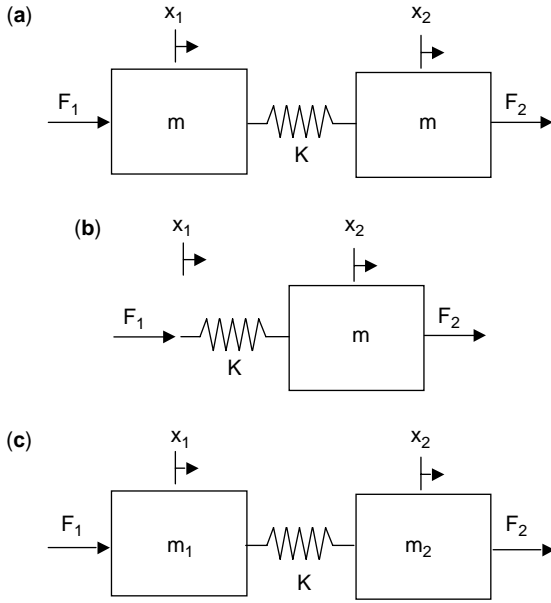 (a)
x1 x2
F1 m K m F2
(b)
x1 x2
F1 K m F2
(c)
x1 x2
F1 m1 K m2 F2